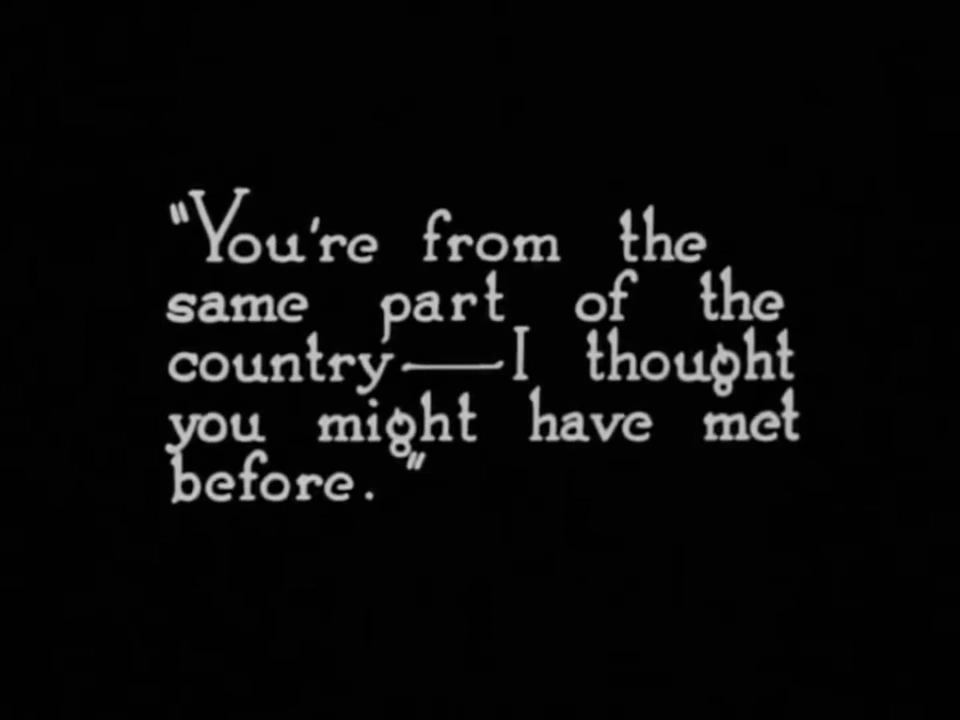 "You're from the
same part of the
country——I thought
you might have met
before."